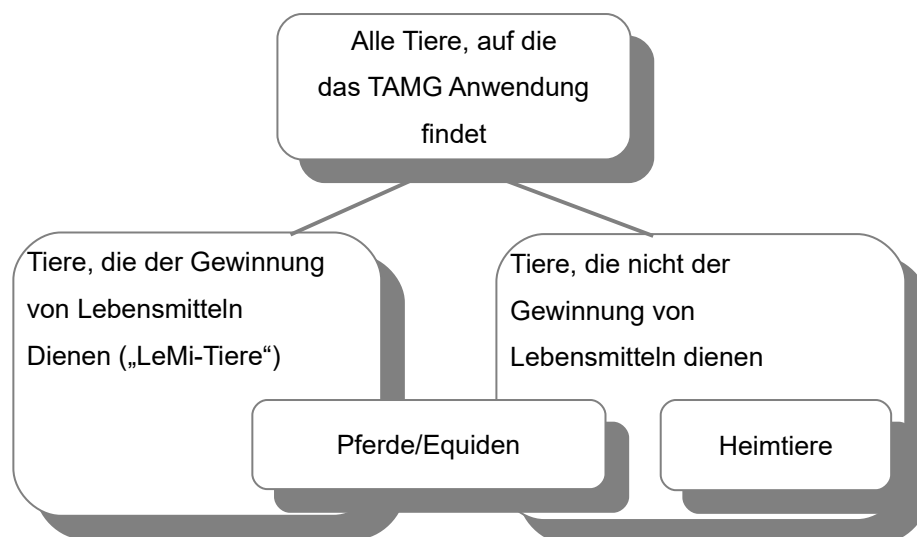 Alle Tiere, auf die
das TAMG Anwendung
findet
Tiere, die der Gewinnung
von Lebensmitteln
Dienen („LeMi-Tiere“)
Tiere, die nicht der
Gewinnung von
Lebensmitteln dienen
Pferde/Equiden
Heimtiere